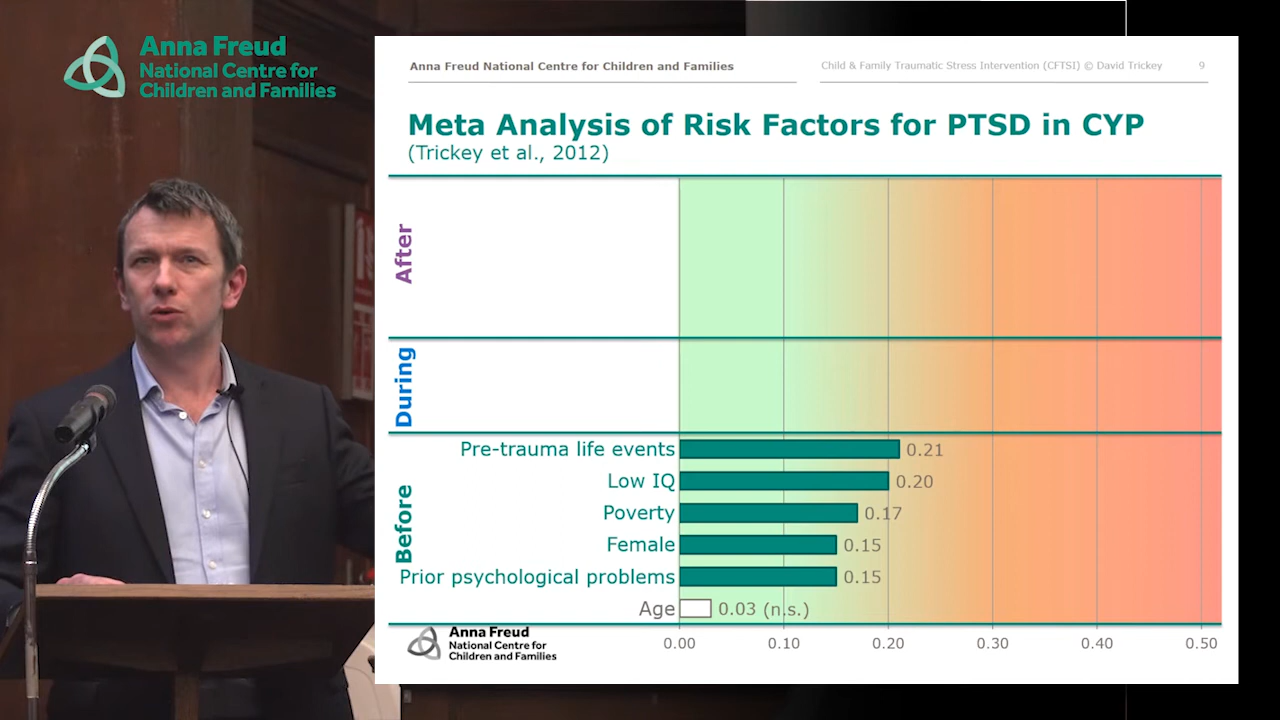 Anna Freud
National Centre for
Children and Families
Anna Freud National Centre for Children and Families
Child & Family Traumatic Stress Intervention (CFTSI) © David Trickey
9
Meta Analysis of Risk Factors for PTSD in CYP
(Trickey et al., 2012)
After
During
Before
Pre-trauma life events 0.21
Low IQ 0.20
Poverty 0.17
Female 0.15
Prior psychological problems 0.15
Age 0.03 (n.s.)
0.00 0.10 0.20 0.30 0.40 0.50
Anna Freud
National Centre for
Children and Families